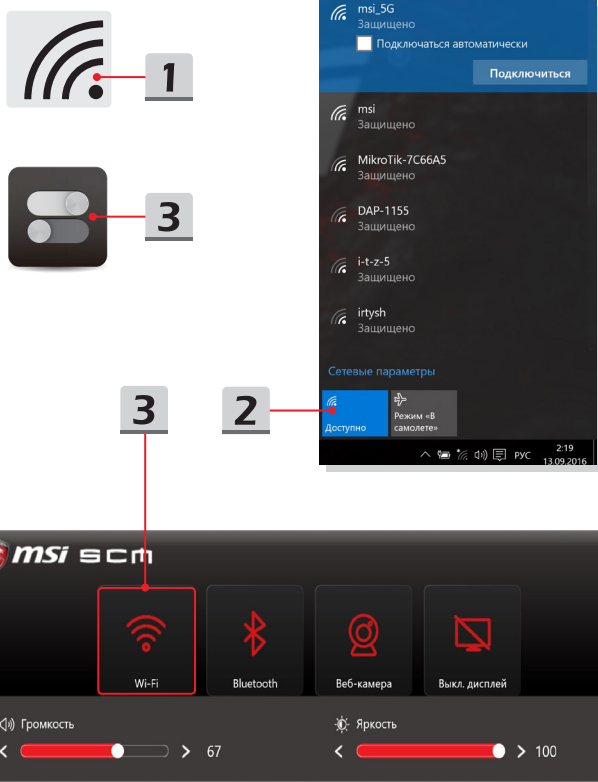 1
3
msi_5G
Защищено
Подключаться автоматически
Подключиться
msi
Защищено
MikroTik-7C66A5
Защищено
DAP-1155
Защищено
i-t-z-5
Защищено
irtysh
Защищено
Сетевые параметры
Доступно
Режим «В
самолете»
РУС
2:19
13.09.2016
3
2
msi SCM
Wi-Fi
Bluetooth
Веб-камера
Выкл. дисплей
Громкость
67
Яркость
100